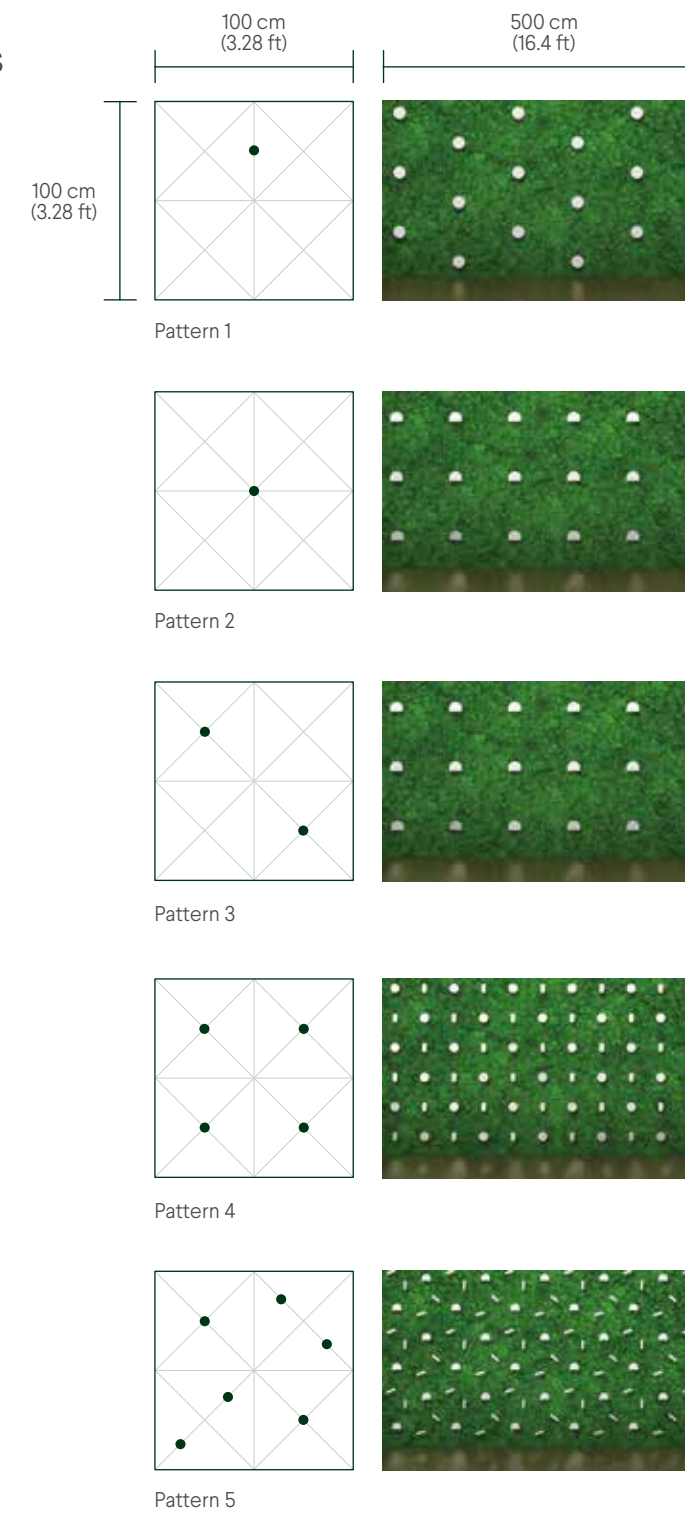 100 cm
(3.28 ft)
500 cm
(16.4 ft)
100 cm
(3.28 ft)
Pattern 1
Pattern 2
Pattern 3
Pattern 4
Pattern 5